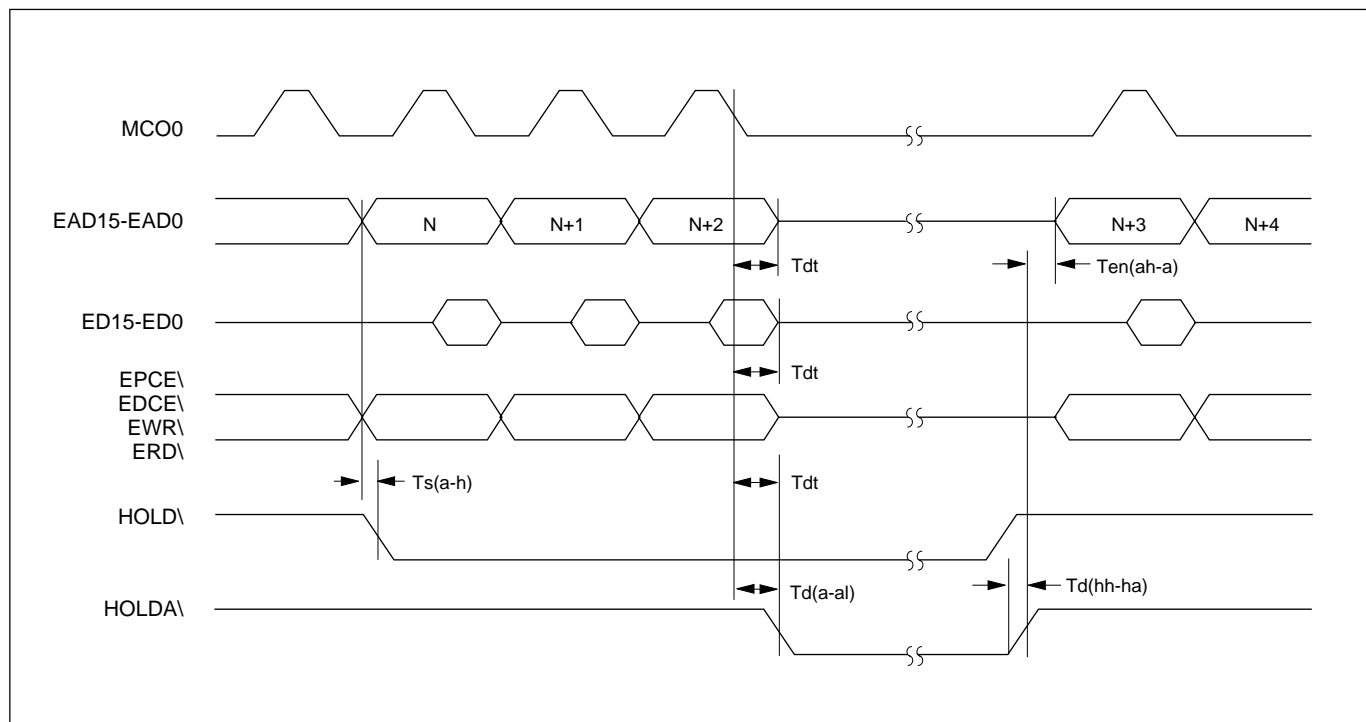 MCO0
EAD15-EAD0
N
N+1
N+2
N+3
N+4
Tdt
Ten(ah-a)
ED15-ED0
Tdt
EPCE\
EDCE\
EWR\
ERD\
Ts(a-h)
Tdt
HOLD\
Td(a-al)
Td(hh-ha)
HOLDA\